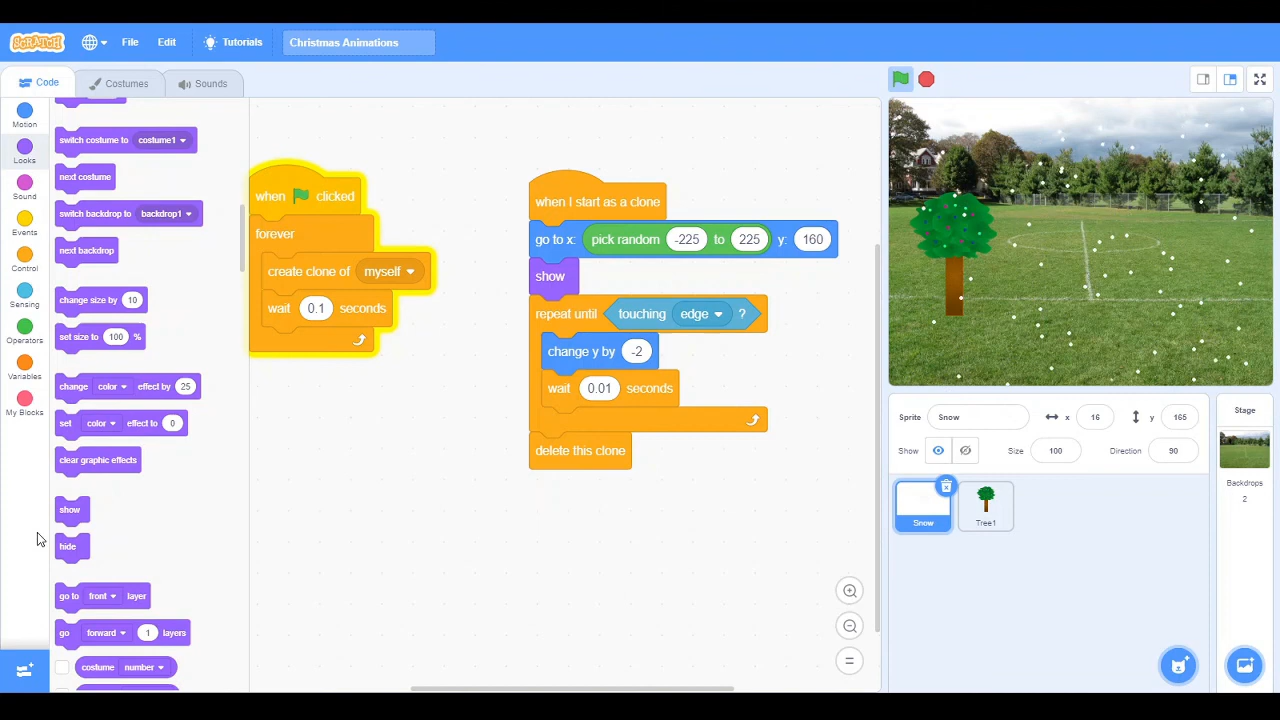 SCRATCH File Edit Tutorials Christmas Animations
Code Costumes Sounds
Motion
Looks
Sound
Events
Control
Sensing
Operators
Variables
My Blocks
switch costume to costume1
next costume
switch backdrop to backdrop1
next backdrop
change size by 10
set size to 100 %
change color effect by 25
set color effect to 0
clear graphic effects
show
hide
go to front layer
go forward 1 layers
costume number
when clicked
forever
create clone of myself
wait 0.1 seconds
when I start as a clone
go to x: pick random -225 to 225 y: 160
show
repeat until touching edge ?
change y by -2
wait 0.01 seconds
delete this clone
Sprite Snow x 16 y 165
Show Size 100 Direction 90
Snow
Tree1
Stage
Backdrops
2